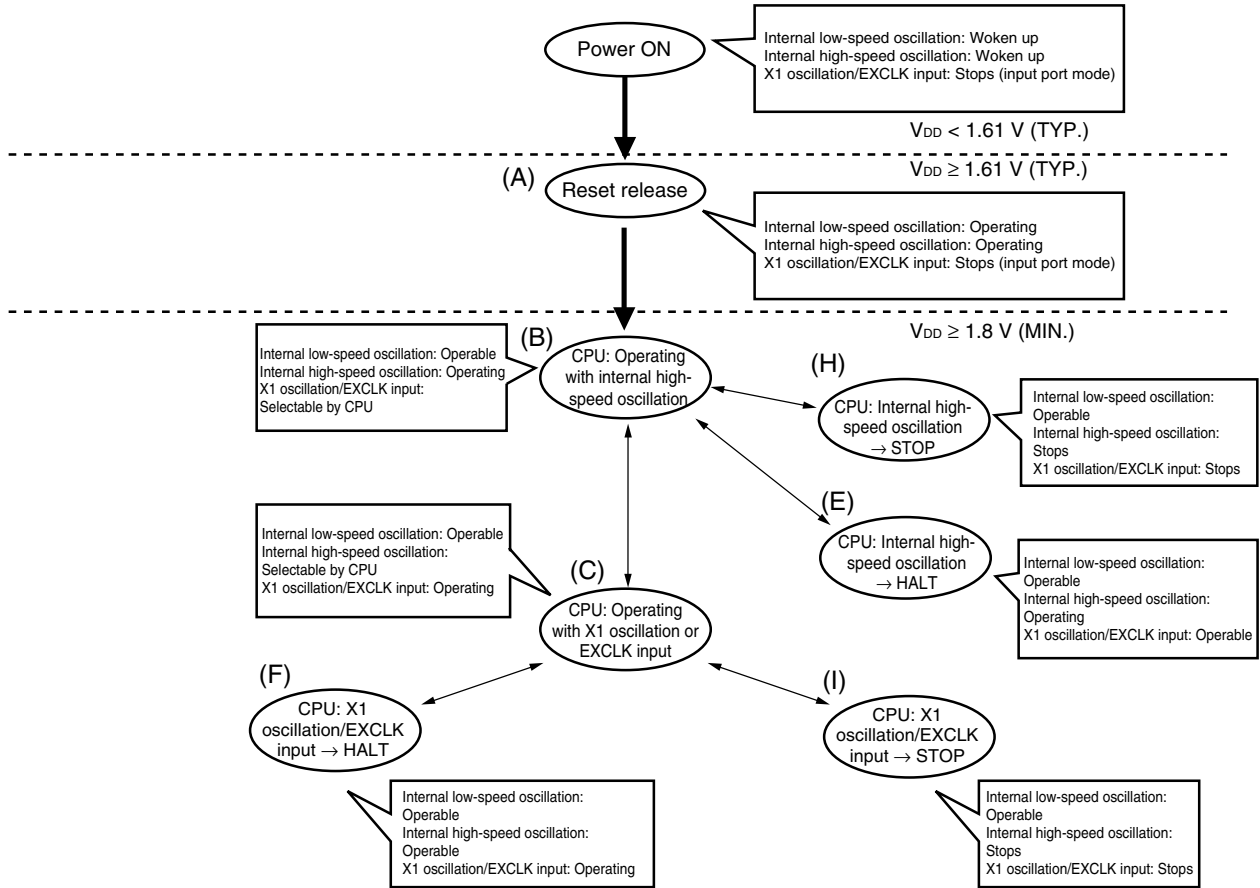 Power ON
Internal low-speed oscillation: Woken up
Internal high-speed oscillation: Woken up
X1 oscillation/EXCLK input: Stops (input port mode)
VDD < 1.61 V (TYP.)
VDD ≥ 1.61 V (TYP.)
(A)
Reset release
Internal low-speed oscillation: Operating
Internal high-speed oscillation: Operating
X1 oscillation/EXCLK input: Stops (input port mode)
VDD ≥ 1.8 V (MIN.)
Internal low-speed oscillation: Operable
Internal high-speed oscillation: Operating
X1 oscillation/EXCLK input:
Selectable by CPU
(B)
CPU: Operating
with internal high-
speed oscillation
(H)
CPU: Internal high-
speed oscillation
→ STOP
Internal low-speed oscillation:
Operable
Internal high-speed oscillation:
Stops
X1 oscillation/EXCLK input: Stops
(E)
CPU: Internal high-
speed oscillation
→ HALT
Internal low-speed oscillation:
Operable
Internal high-speed oscillation:
Operating
X1 oscillation/EXCLK input: Operable
Internal low-speed oscillation: Operable
Internal high-speed oscillation:
Selectable by CPU
X1 oscillation/EXCLK input: Operating
(C)
CPU: Operating
with X1 oscillation or
EXCLK input
(F)
CPU: X1
oscillation/EXCLK
input → HALT
(I)
CPU: X1
oscillation/EXCLK
input → STOP
Internal low-speed oscillation:
Operable
Internal high-speed oscillation:
Operable
X1 oscillation/EXCLK input: Operating
Internal low-speed oscillation:
Operable
Internal high-speed oscillation:
Stops
X1 oscillation/EXCLK input: Stops